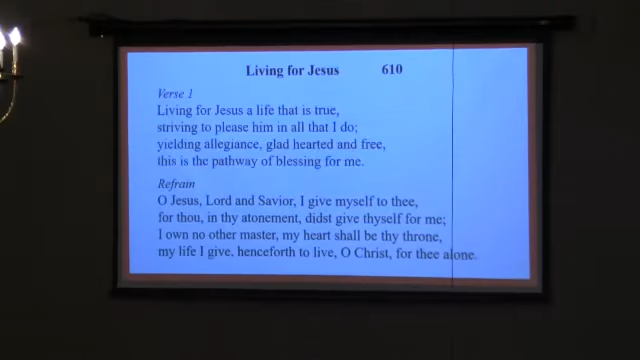 Living for Jesus 610
Verse 1
Living for Jesus a life that is true,
striving to please him in all that I do;
yielding allegiance, glad hearted and free,
this is the pathway of blessing for me.
Refrain
O Jesus, Lord and Savior, I give myself to thee,
for thou, in thy atonement, didst give thyself for me;
I own no other master, my heart shall be thy throne,
my life I give, henceforth to live, O Christ, for thee alone.